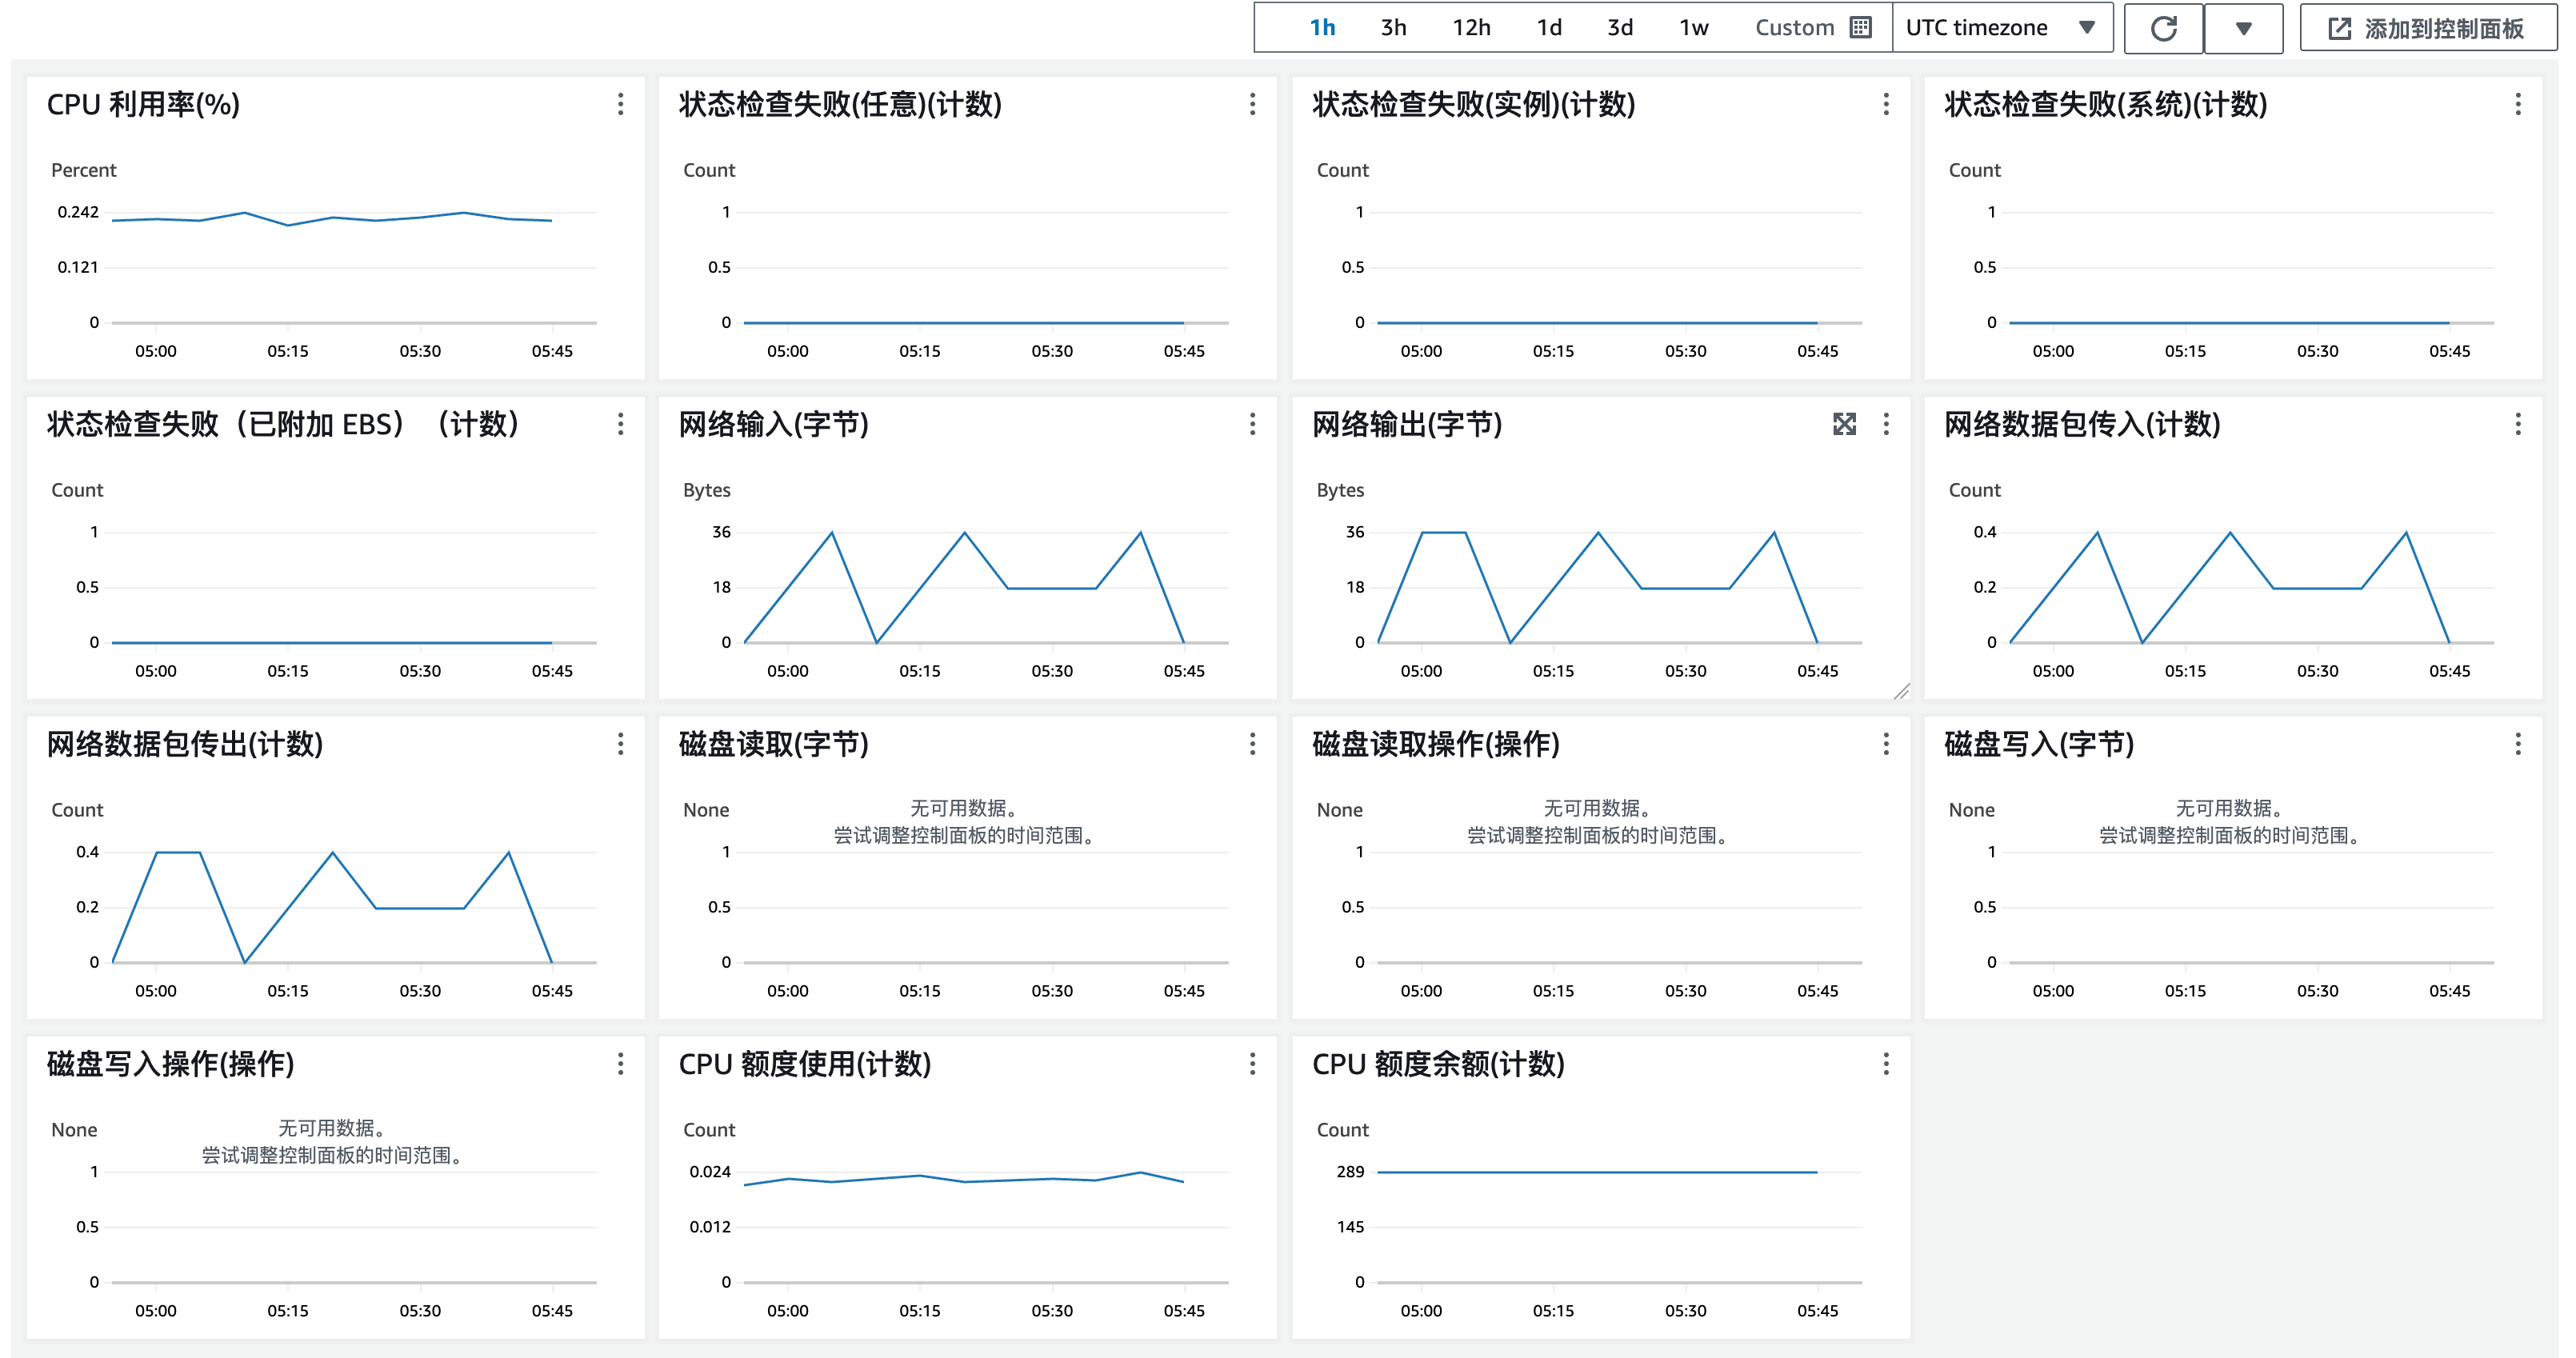 1h 3h 12h 1d 3d 1w Custom UTC timezone 添加到控制面板
CPU 利用率(%)
Percent
0.242
0.121
0
05:00 05:15 05:30 05:45
状态检查失败(任意)(计数)
Count
1
0.5
0
05:00 05:15 05:30 05:45
状态检查失败(实例)(计数)
Count
1
0.5
0
05:00 05:15 05:30 05:45
状态检查失败(系统)(计数)
Count
1
0.5
0
05:00 05:15 05:30 05:45
状态检查失败（已附加 EBS）（计数）
Count
1
0.5
0
05:00 05:15 05:30 05:45
网络输入(字节)
Bytes
36
18
0
05:00 05:15 05:30 05:45
网络输出(字节)
Bytes
36
18
0
05:00 05:15 05:30 05:45
网络数据包传入(计数)
Count
0.4
0.2
0
05:00 05:15 05:30 05:45
网络数据包传出(计数)
Count
0.4
0.2
0
05:00 05:15 05:30 05:45
磁盘读取(字节)
None
无可用数据。
尝试调整控制面板的时间范围。
1
0.5
0
05:00 05:15 05:30 05:45
磁盘读取操作(操作)
None
无可用数据。
尝试调整控制面板的时间范围。
1
0.5
0
05:00 05:15 05:30 05:45
磁盘写入(字节)
None
无可用数据。
尝试调整控制面板的时间范围。
1
0.5
0
05:00 05:15 05:30 05:45
磁盘写入操作(操作)
None
无可用数据。
尝试调整控制面板的时间范围。
1
0.5
0
05:00 05:15 05:30 05:45
CPU 额度使用(计数)
Count
0.024
0.012
0
05:00 05:15 05:30 05:45
CPU 额度余额(计数)
Count
289
145
0
05:00 05:15 05:30 05:45